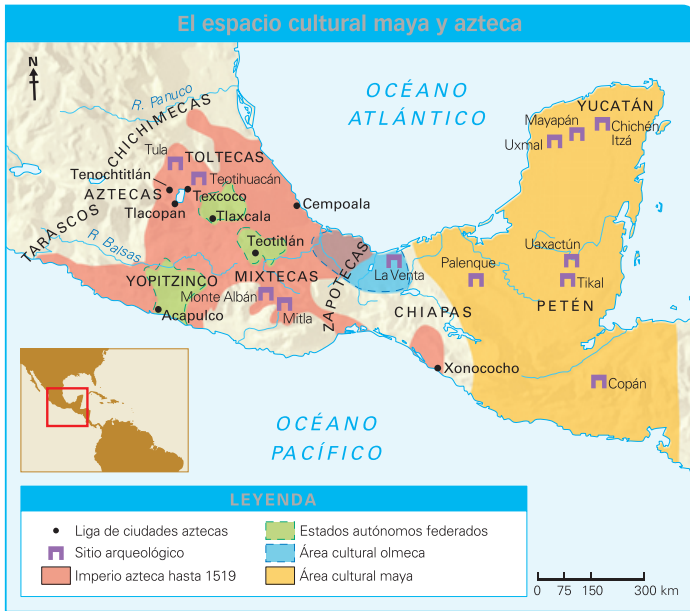 El espacio cultural maya y azteca
N
OCÉANO
ATLÁNTICO
R. Panuco
CHICHIMECAS
Tula
TOLTECAS
Tenochtitlán
Teotihuacán
AZTECAS
Texcoco
Tlacopan
Tlaxcala
Cempoala
TARASCOS
R. Balsas
Teotitlán
YOPITZINCO
MIXTECAS
Monte Albán
Mitla
Acapulco
ZAPOTECAS
La Venta
CHIAPAS
Xonococho
YUCATÁN
Mayapán
Chichén
Itzá
Uxmal
Uaxactún
Palenque
Tikal
PETÉN
Copán
OCÉANO
PACÍFICO
LEYENDA
Liga de ciudades aztecas
Sitio arqueológico
Imperio azteca hasta 1519
Estados autónomos federados
Área cultural olmeca
Área cultural maya
0 75 150 300 km